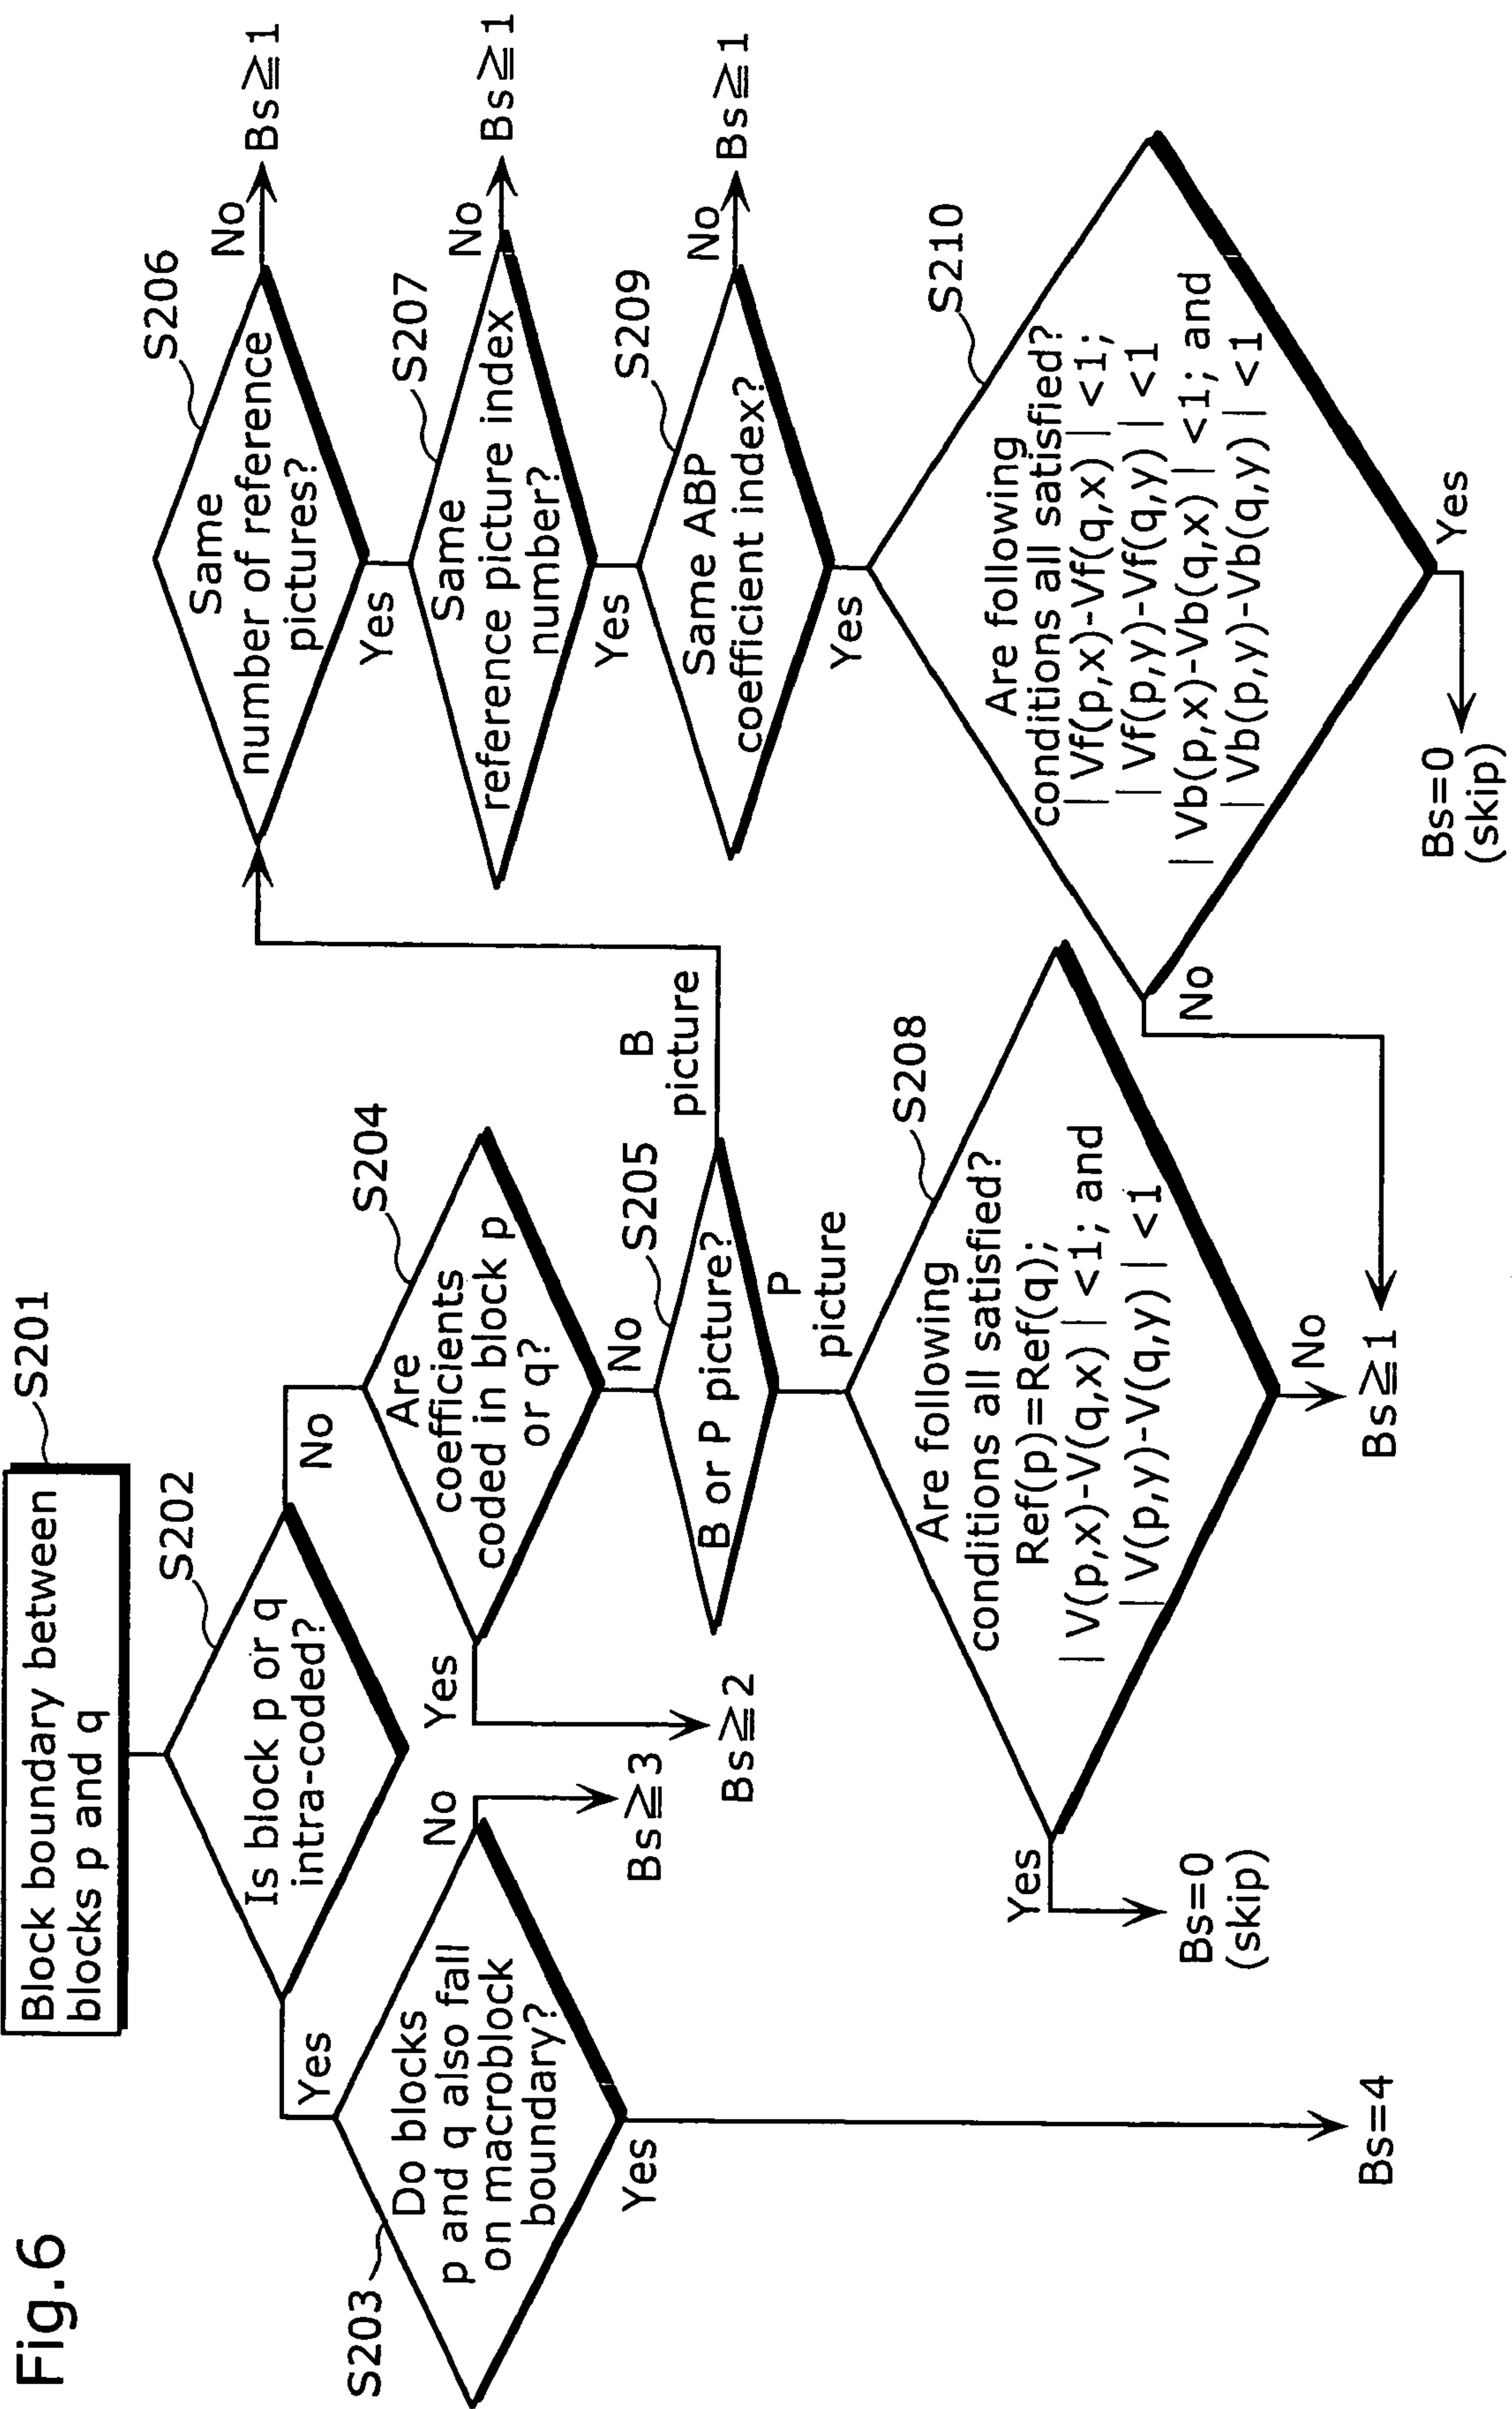 Fig.6
Block boundary between
blocks p and q
S201
Is block p or q
intra-coded?
S202
Yes
No
Do blocks
p and q also fall
on macroblock
boundary?
S203
No
Bs≧3
Yes
Bs=4
Are
coefficients
coded in block p
or q?
S204
Yes
Bs≧2
No
B or P picture?
S205
B
picture
P
picture
Are following
conditions all satisfied?
Ref(p)=Ref(q);
|V(p,x)-V(q,x)|<1; and
|V(p,y)-V(q,y)|<1
S208
Yes
Bs=0
(skip)
No
Bs≧1
Same
number of reference
pictures?
S206
No
Bs≧1
Yes
Same
reference picture index
number?
S207
No
Bs≧1
Yes
Same ABP
coefficient index?
S209
No
Bs≧1
Yes
Are following
conditions all satisfied?
|Vf(p,x)-Vf(q,x)|<1;
|Vf(p,y)-Vf(q,y)|<1
|Vb(p,x)-Vb(q,x)|<1; and
|Vb(p,y)-Vb(q,y)|<1
S210
No
Yes
Bs=0
(skip)